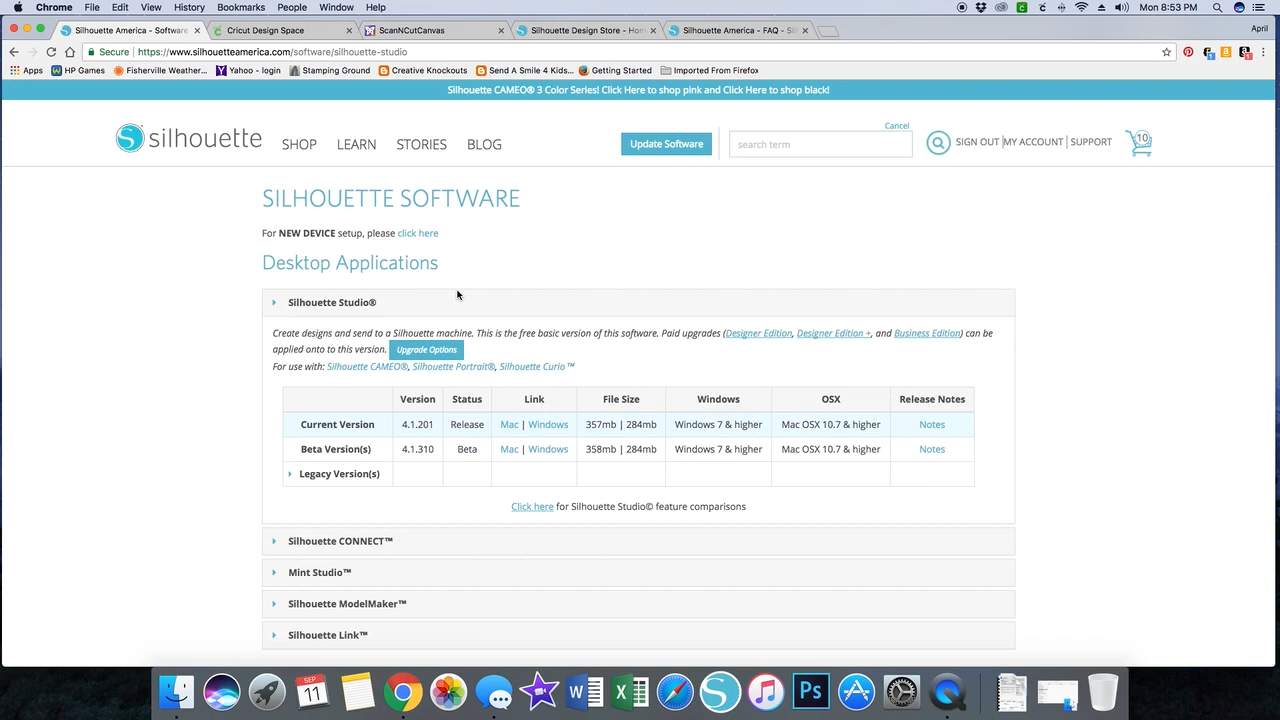 Chrome File Edit View History Bookmarks People Window Help
Mon 8:53 PM
Silhouette America - Software
Cricut Design Space
ScanNCutCanvas
Silhouette Design Store - Hom
Silhouette America - FAQ - Sil
April
Secure https://www.silhouetteamerica.com/software/silhouette-studio
Apps
HP Games
Fisherville Weather...
Yahoo - login
Stamping Ground
Creative Knockouts
Send A Smile 4 Kids...
Getting Started
Imported From Firefox
Silhouette CAMEO® 3 Color Series! Click Here to shop pink and Click Here to shop black!
silhouette
SHOP LEARN STORIES BLOG
Update Software
Cancel
search term
SIGN OUT |MY ACCOUNT | SUPPORT
10
SILHOUETTE SOFTWARE
For NEW DEVICE setup, please click here
Desktop Applications
Silhouette Studio®
Create designs and send to a Silhouette machine. This is the free basic version of this software. Paid upgrades (Designer Edition, Designer Edition +, and Business Edition) can be
applied onto to this version. Upgrade Options
For use with: Silhouette CAMEO®, Silhouette Portrait®, Silhouette Curio™
Version Status Link File Size Windows OSX Release Notes
Current Version 4.1.201 Release Mac | Windows 357mb | 284mb Windows 7 & higher Mac OSX 10.7 & higher Notes
Beta Version(s) 4.1.310 Beta Mac | Windows 358mb | 284mb Windows 7 & higher Mac OSX 10.7 & higher Notes
Legacy Version(s)
Click here for Silhouette Studio© feature comparisons
Silhouette CONNECT™
Mint Studio™
Silhouette ModelMaker™
Silhouette Link™
SEP
11
W
X
S
Ps